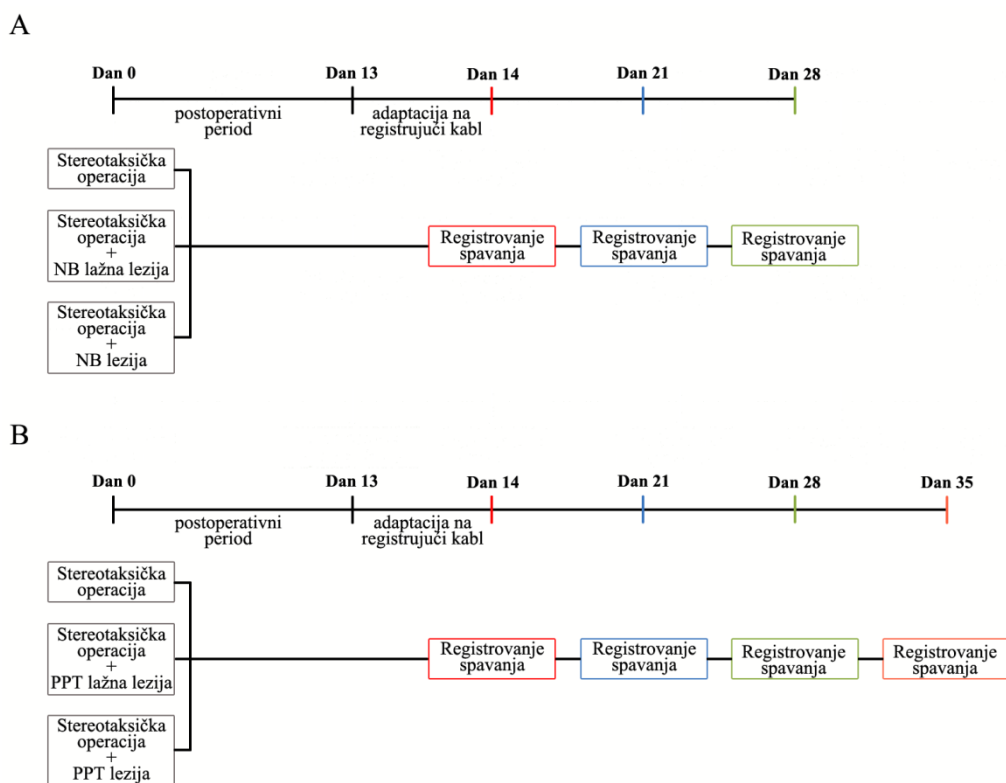 A
Dan 0
Dan 13
Dan 14
Dan 21
Dan 28
postoperativni
period
adaptacija na
registrujući kabl
Stereotaksička
operacija
Stereotaksička
operacija
+
NB lažna lezija
Stereotaksička
operacija
+
NB lezija
Registrovanje
spavanja
Registrovanje
spavanja
Registrovanje
spavanja
B
Dan 0
Dan 13
Dan 14
Dan 21
Dan 28
Dan 35
postoperativni
period
adaptacija na
registrujući kabl
Stereotaksička
operacija
Stereotaksička
operacija
+
PPT lažna lezija
Stereotaksička
operacija
+
PPT lezija
Registrovanje
spavanja
Registrovanje
spavanja
Registrovanje
spavanja
Registrovanje
spavanja